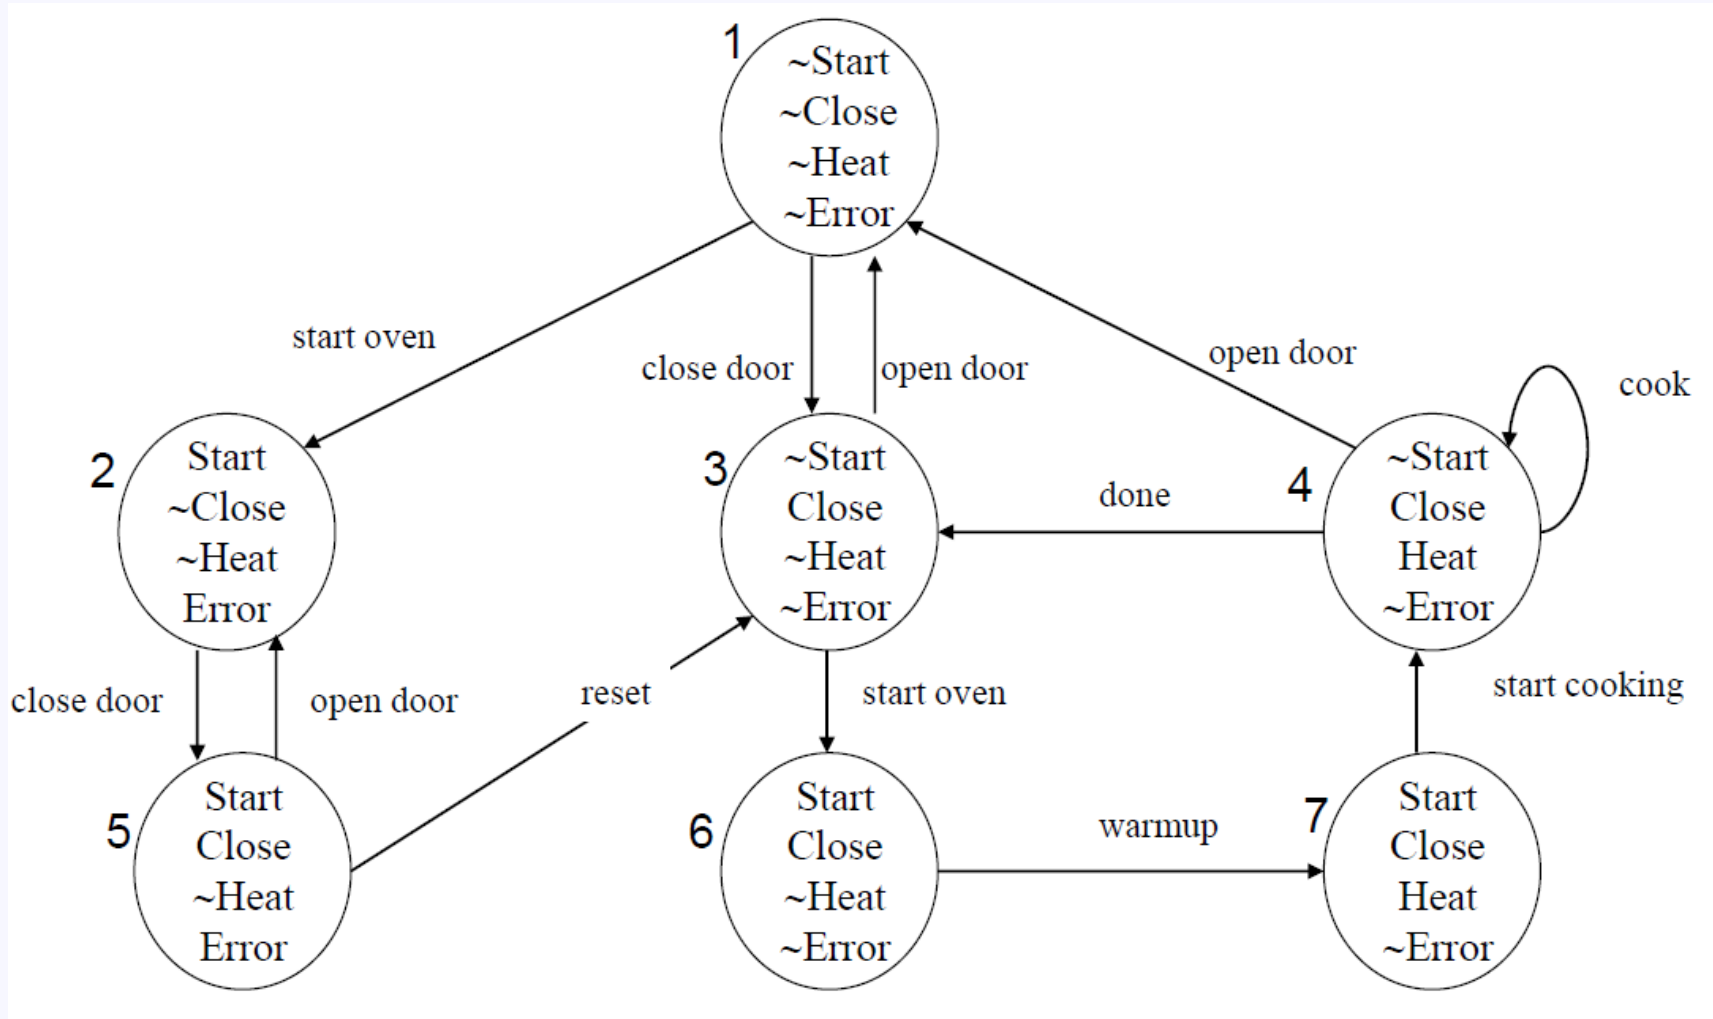 1
~Start
~Close
~Heat
~Error
start oven
close door
open door
open door
cook
2
Start
~Close
~Heat
Error
3
~Start
Close
~Heat
~Error
done
4
~Start
Close
Heat
~Error
close door
open door
reset
start oven
start cooking
5
Start
Close
~Heat
Error
6
Start
Close
~Heat
~Error
warmup
7
Start
Close
Heat
~Error